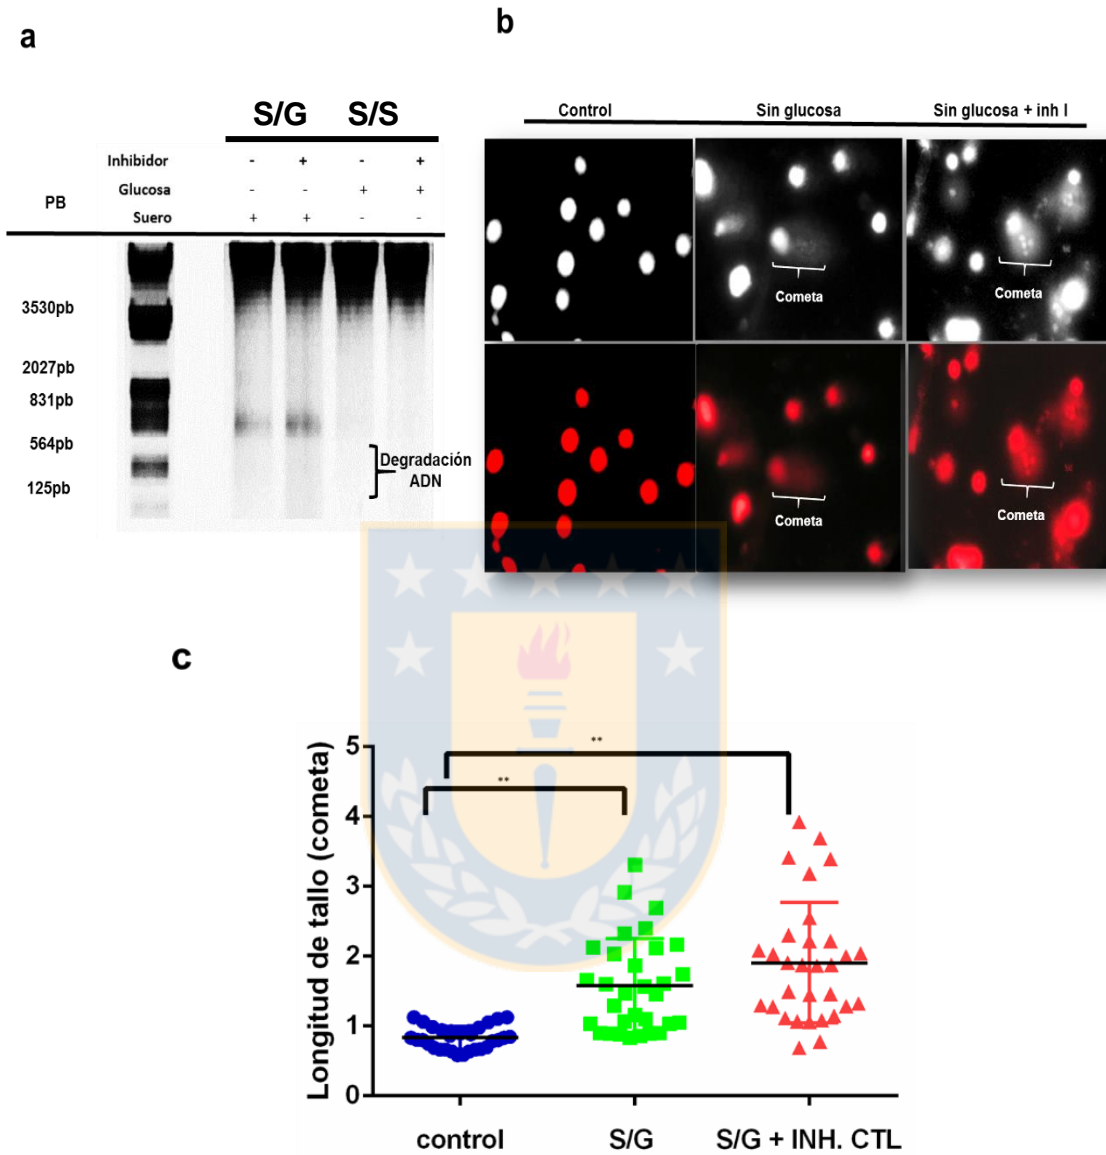 a
S/G S/S
Inhibidor - + - +
Glucosa - - + +
Suero + + - -
PB
3530pb
2027pb
831pb
564pb
125pb
Degradación
ADN
b
Control Sin glucosa Sin glucosa + inh I
Cometa Cometa
Cometa Cometa
c
Longitud de tallo (cometa)
5
4
3
2
1
0
**
**
control S/G S/G + INH. CTL